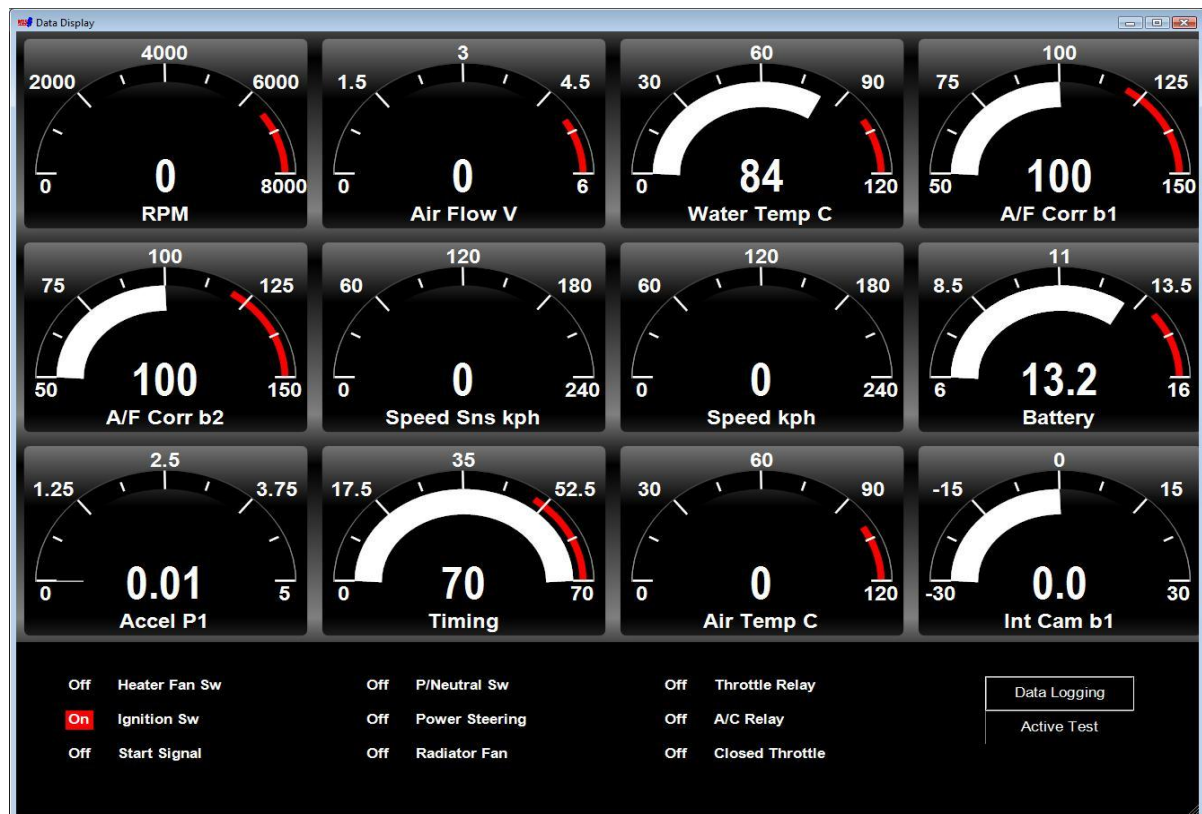 Data Display
4000
2000 6000
0 0 8000
RPM
3
1.5 4.5
0 0 6
Air Flow V
60
30 90
0 84 120
Water Temp C
100
75 125
50 100 150
A/F Corr b1
100
75 125
50 100 150
A/F Corr b2
120
60 180
0 0 240
Speed Sns kph
120
60 180
0 0 240
Speed kph
11
8.5 13.5
6 13.2 16
Battery
2.5
1.25 3.75
0 0.01 5
Accel P1
35
17.5 52.5
0 70 70
Timing
60
30 90
0 0 120
Air Temp C
0
-15 15
-30 0.0 30
Int Cam b1
Off Heater Fan Sw
On Ignition Sw
Off Start Signal
Off P/Neutral Sw
Off Power Steering
Off Radiator Fan
Off Throttle Relay
Off A/C Relay
Off Closed Throttle
Data Logging
Active Test